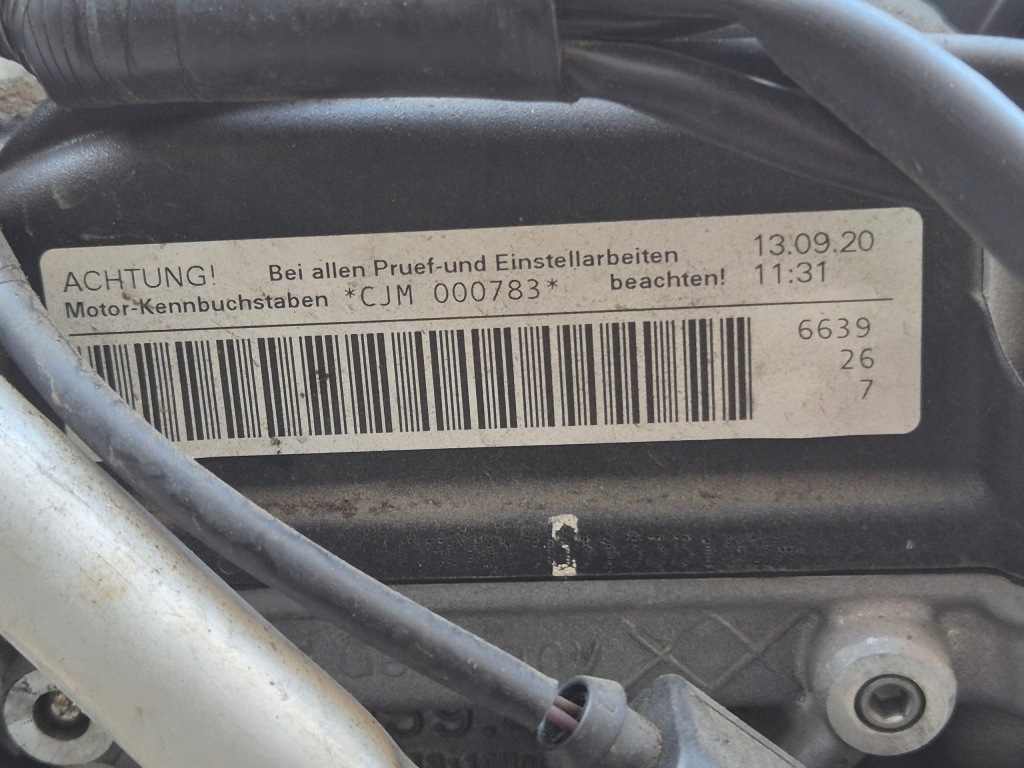 ACHTUNG! Bei allen Pruef-und Einstellarbeiten 13.09.20
Motor-Kennbuchstaben *CJM 000783* beachten! 11:31
6639
26
7